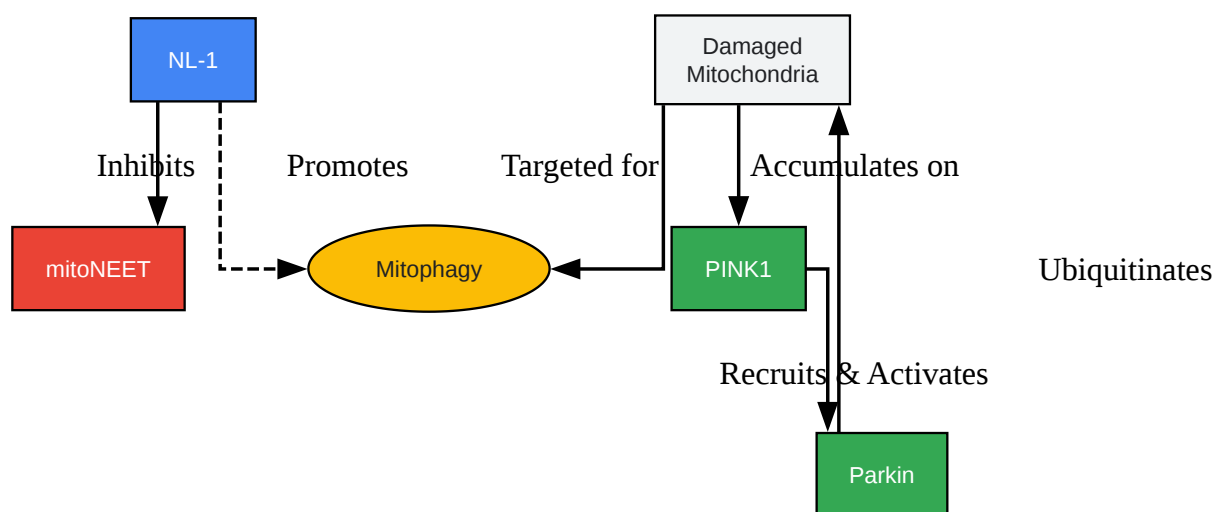 NL-1
Damaged
Mitochondria
Inhibits
Promotes
Targeted for
Accumulates on
mitoNEET
Mitophagy
PINK1
Ubiquitinates
Recruits & Activates
Parkin